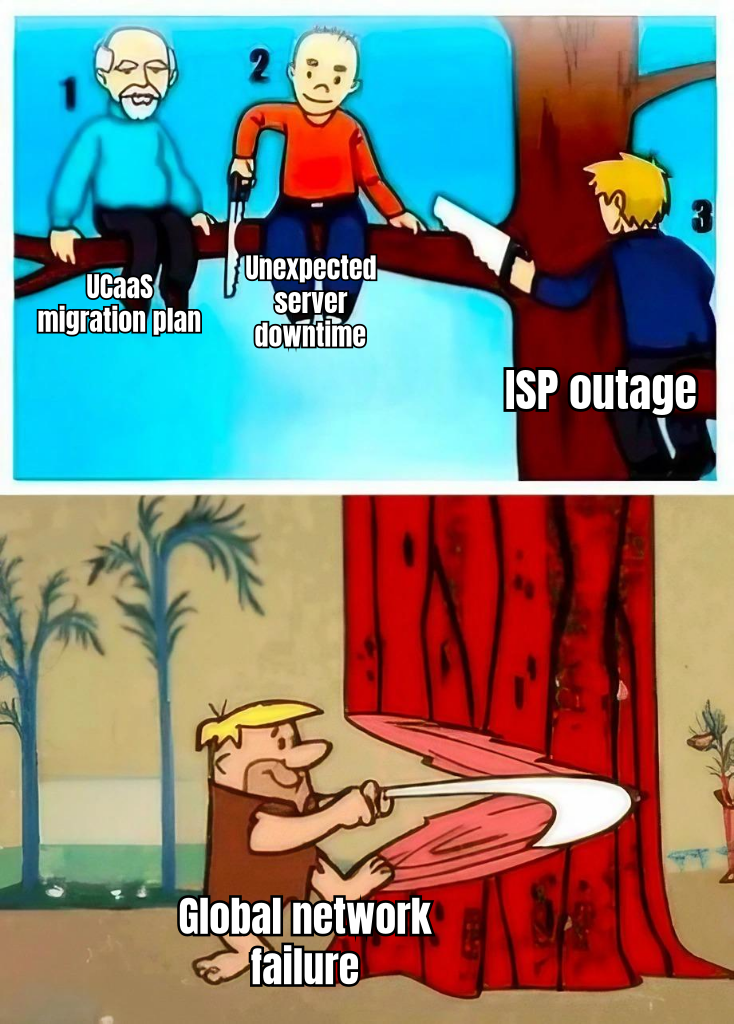 1
2
3
UCaaS
migration plan
Unexpected
server
downtime
ISP outage
Global network
failure